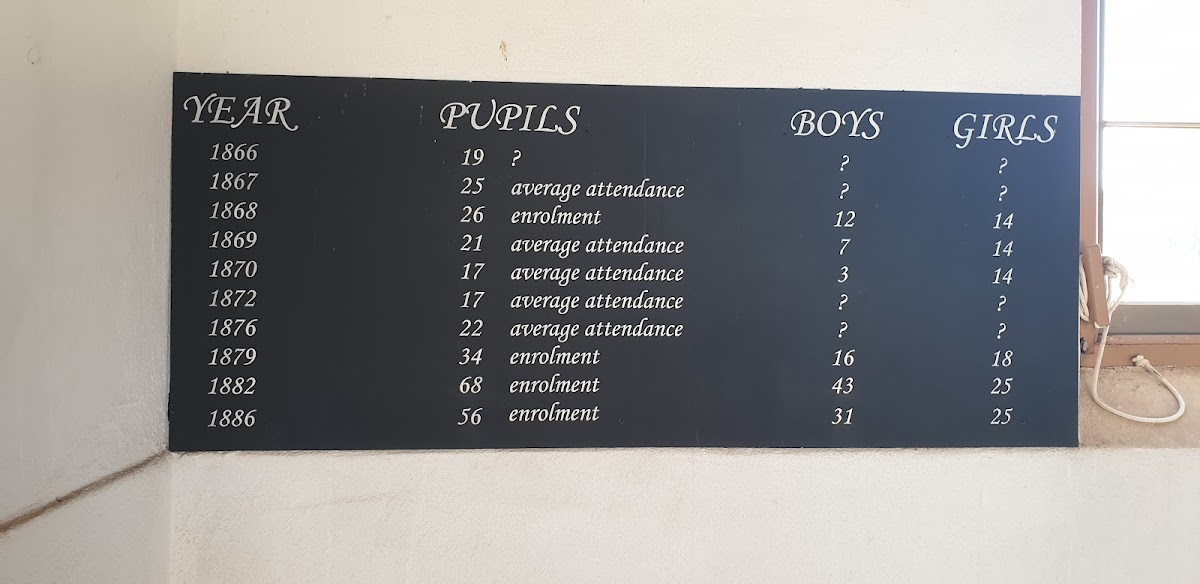 YEAR PUPILS BOYS GIRLS
1866 19 ? ? ?
1867 25 average attendance ? ?
1868 26 enrolment 12 14
1869 21 average attendance 7 14
1870 17 average attendance 3 14
1872 17 average attendance ? ?
1876 22 average attendance ? ?
1879 34 enrolment 16 18
1882 68 enrolment 43 25
1886 56 enrolment 31 25